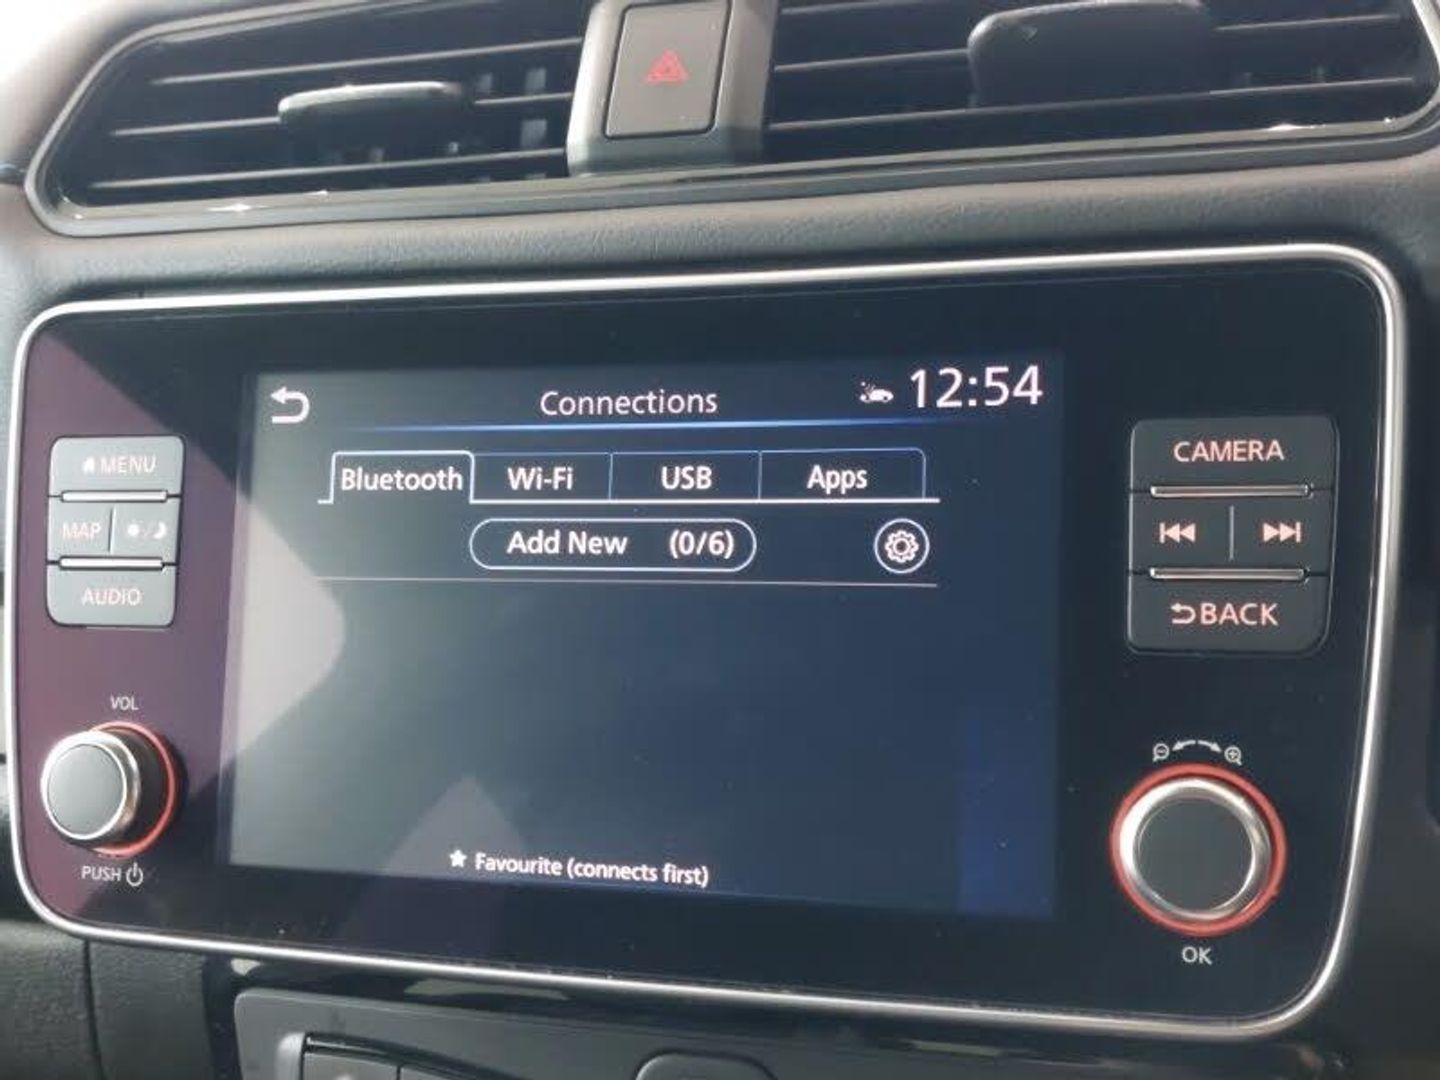 Connections
12:54
Bluetooth Wi-Fi USB Apps
Add New (0/6)
Favourite (connects first)
MENU
MAP
AUDIO
VOL
PUSH
CAMERA
BACK
OK